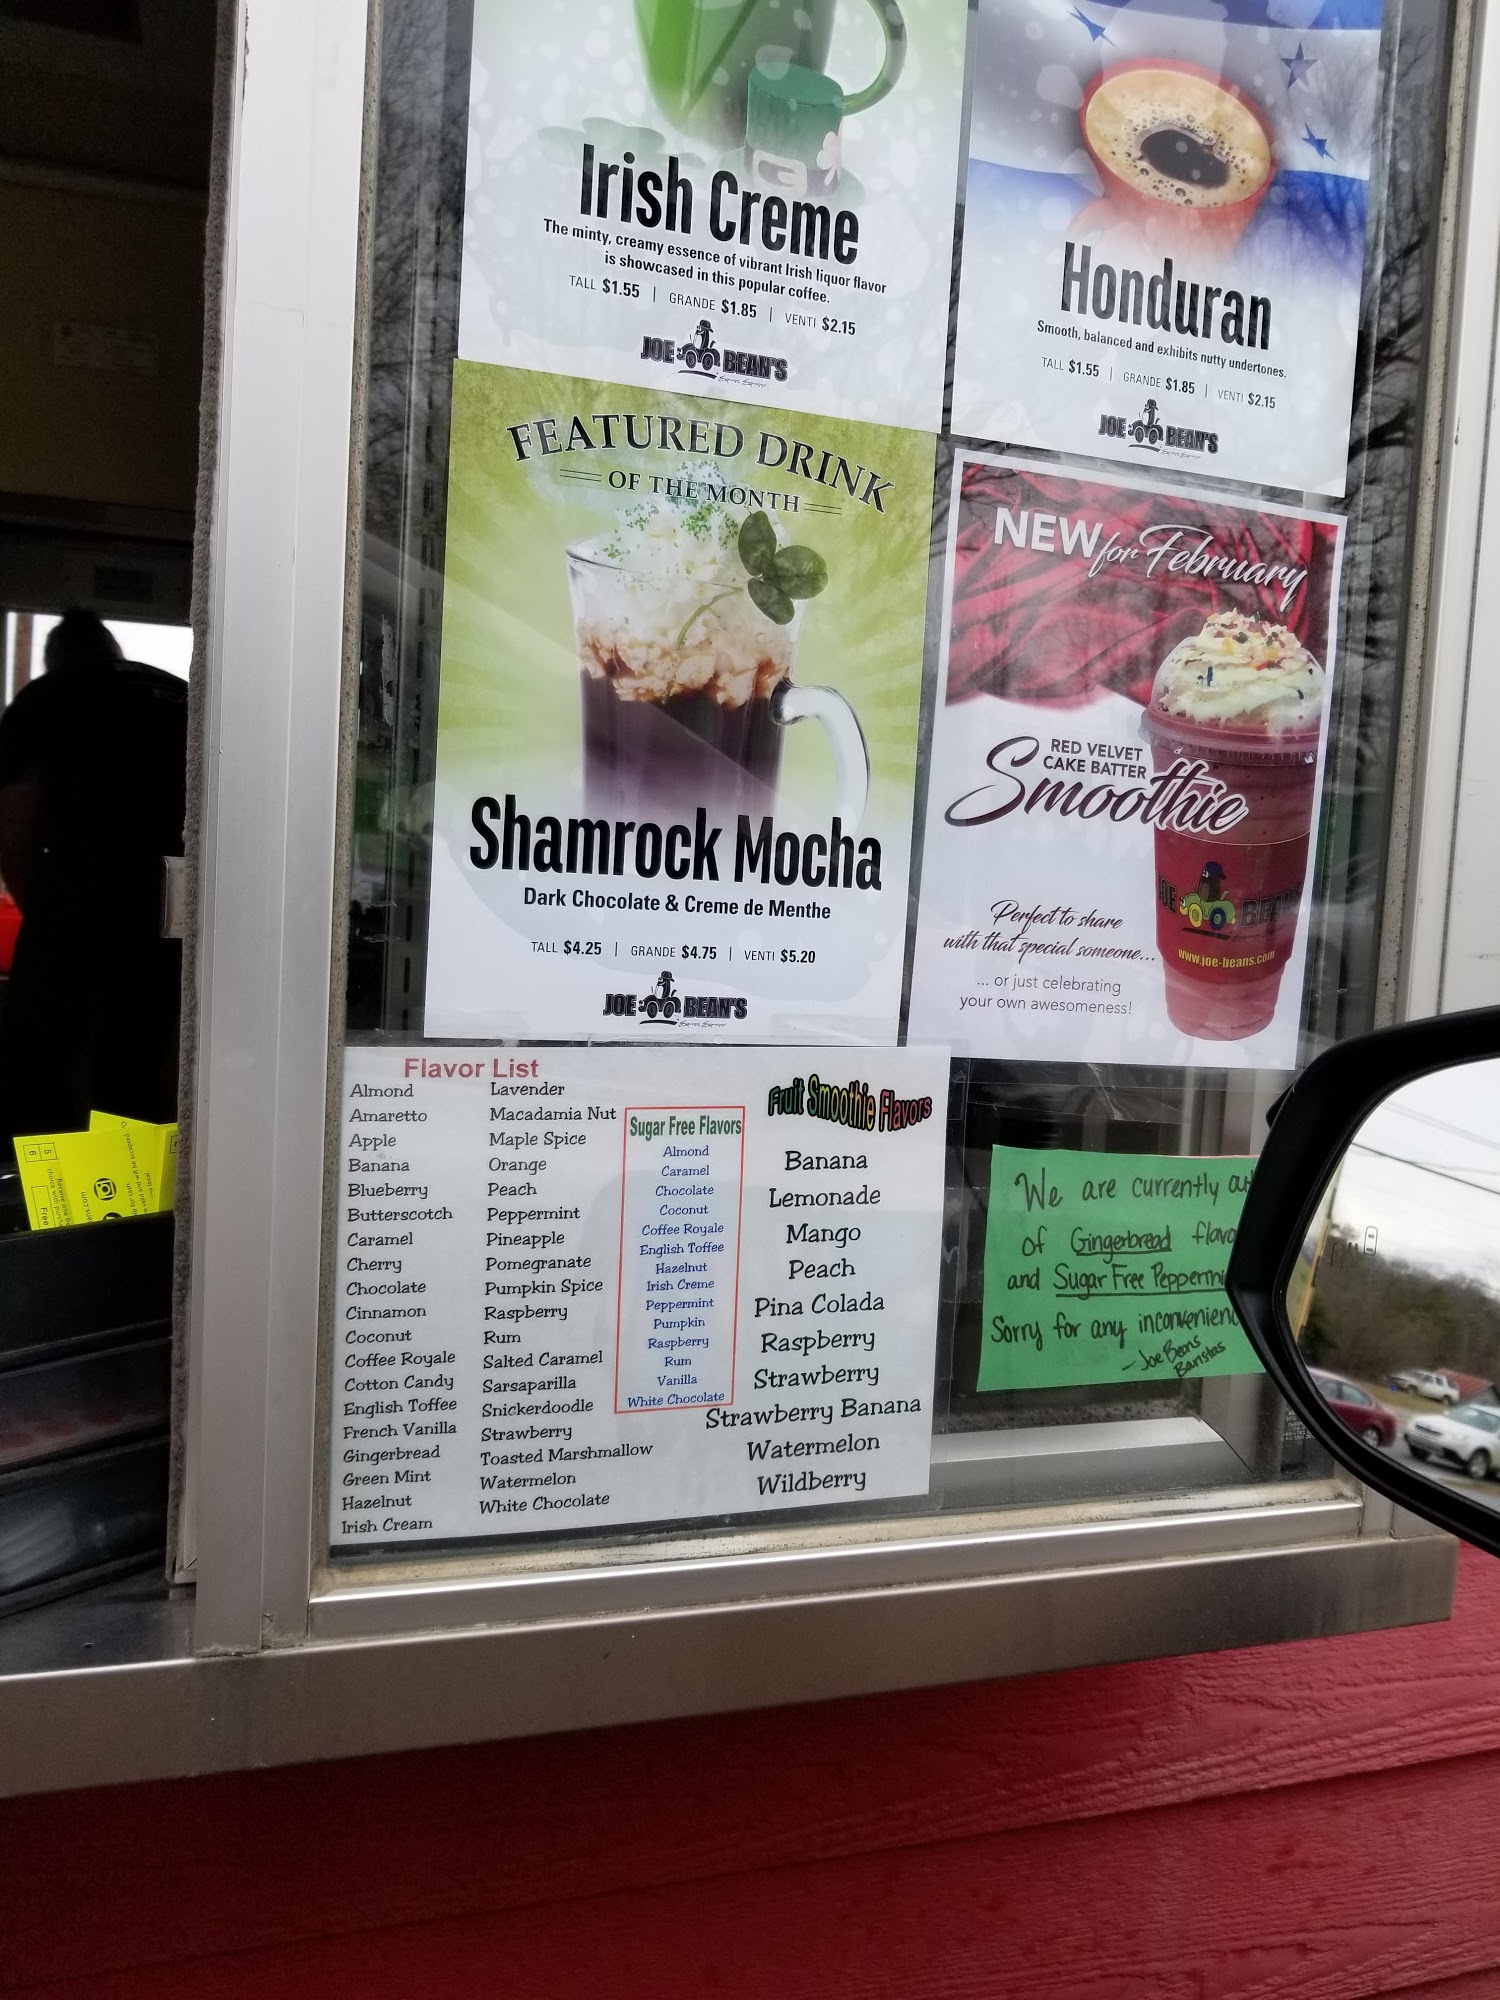 Irish Creme
The minty, creamy essence of vibrant Irish liquor flavor
is showcased in this popular coffee.
TALL $1.55 | GRANDE $1.85 | VENTI $2.15
JOE BEAN'S
Honduran
Smooth, balanced and exhibits nutty undertones.
TALL $1.55 | GRANDE $1.85 | VENTI $2.15
JOE BEAN'S
FEATURED DRINK
OF THE MONTH
Shamrock Mocha
Dark Chocolate & Creme de Menthe
TALL $4.25 | GRANDE $4.75 | VENTI $5.20
JOE BEAN'S
NEW for February
RED VELVET
CAKE BATTER
Smoothie
Perfect to share
with that special someone...
... or just celebrating
your own awesomeness!
JOE BEAN'S
www.joe-beans.com
Flavor List
Almond
Amaretto
Apple
Banana
Blueberry
Butterscotch
Caramel
Cherry
Chocolate
Cinnamon
Coconut
Coffee Royale
Cotton Candy
English Toffee
French Vanilla
Gingerbread
Green Mint
Hazelnut
Irish Cream
Lavender
Macadamia Nut
Maple Spice
Orange
Peach
Peppermint
Pineapple
Pomegranate
Pumpkin Spice
Raspberry
Rum
Salted Caramel
Sarsaparilla
Snickerdoodle
Strawberry
Toasted Marshmallow
Watermelon
White Chocolate
Sugar Free Flavors
Almond
Caramel
Chocolate
Coconut
Coffee Royale
English Toffee
Hazelnut
Irish Creme
Peppermint
Pumpkin
Raspberry
Rum
Vanilla
White Chocolate
Fruit Smoothie Flavors
Banana
Lemonade
Mango
Peach
Pina Colada
Raspberry
Strawberry
Strawberry Banana
Watermelon
Wildberry
We are currently out
of Gingerbread flavo
and Sugar Free Peppermi
Sorry for any inconvenienc
- Joe Beans
Baristas
5
6
Free